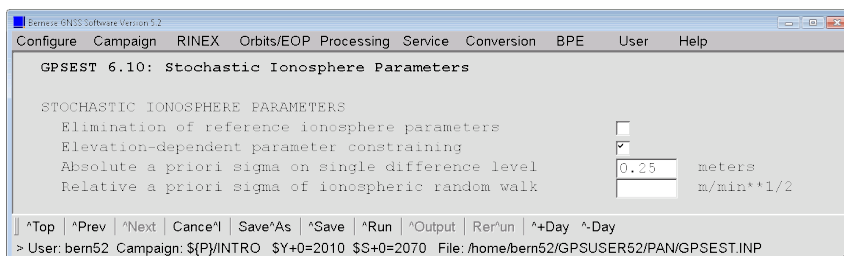 Bernese GNSS Software Version 5.2
Configure Campaign RINEX Orbits/EOP Processing Service Conversion BPE User Help
GPSEST 6.10: Stochastic Ionosphere Parameters
STOCHASTIC IONOSPHERE PARAMETERS
Elimination of reference ionosphere parameters
Elevation-dependent parameter constraining
Absolute a priori sigma on single difference level 0.25 meters
Relative a priori sigma of ionospheric random walk m/min**1/2
^Top | ^Prev | ^Next | Cance^l | Save^As | ^Save | ^Run | ^Output | Rer^un | ^+Day ^-Day
> User: bern52 Campaign: ${P}/INTRO $Y+0=2010 $S+0=2070 File: /home/bern52/GPSUSER52/PAN/GPSEST.INP